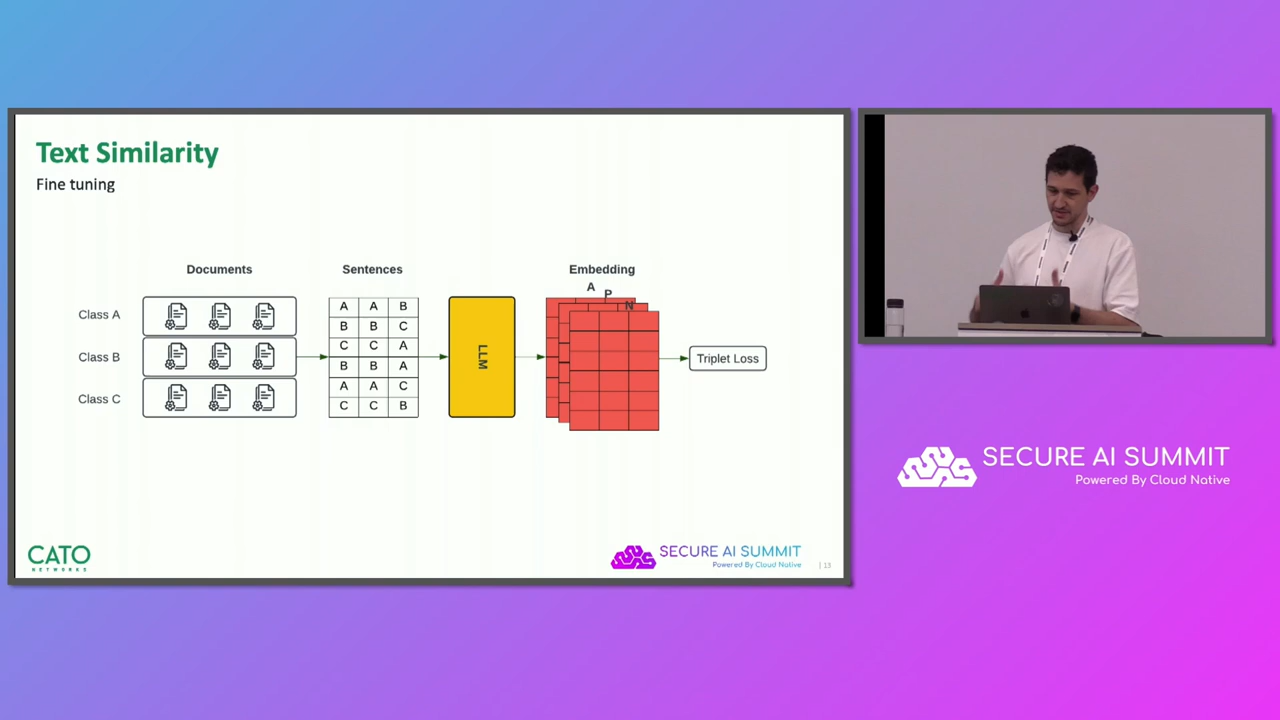 Text Similarity
Fine tuning
Documents
Sentences
Embedding
A
P
N
Class A
Class B
Class C
A A B
B B C
C C A
B B A
A A C
C C B
LLM
Triplet Loss
CATO
NETWORKS
SECURE AI SUMMIT
Powered By Cloud Native
| 13
SECURE AI SUMMIT
Powered By Cloud Native